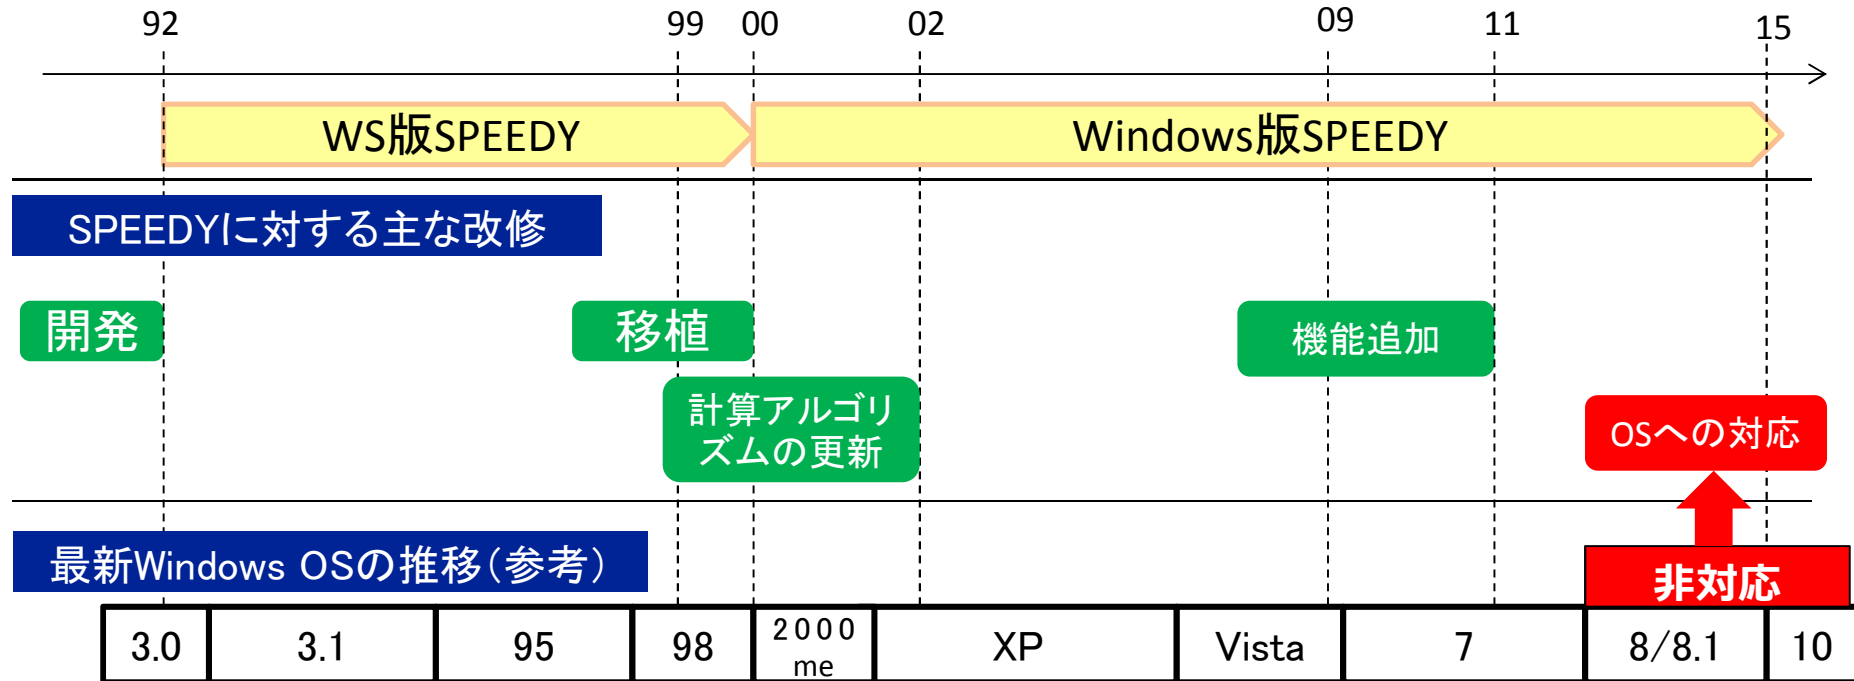 92 99 00 02 09 11 15
WS版SPEEDY Windows版SPEEDY
SPEEDYに対する主な改修
開発 移植 機能追加
計算アルゴリ
ズムの更新
OSへの対応
最新Windows OSの推移(参考)
非対応
3.0 3.1 95 98 2000 XP Vista 7 8/8.1 10
me